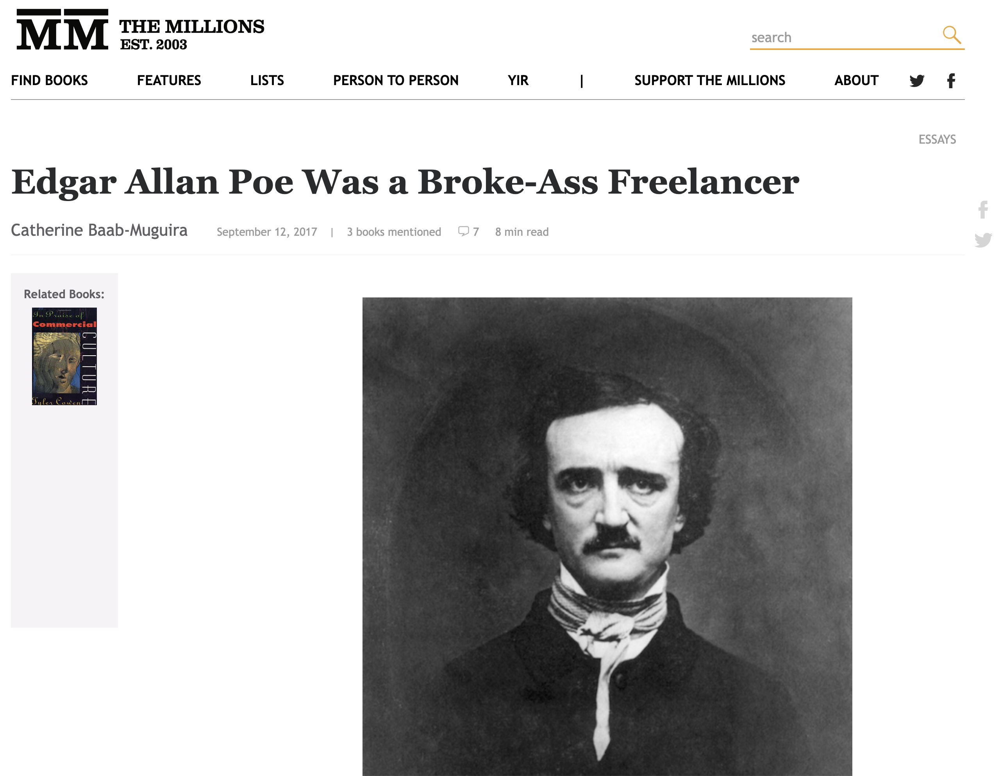 MM THE MILLIONS
EST. 2003
search
FIND BOOKS FEATURES LISTS PERSON TO PERSON YIR | SUPPORT THE MILLIONS ABOUT
ESSAYS
Edgar Allan Poe Was a Broke-Ass Freelancer
Catherine Baab-Muguira September 12, 2017 | 3 books mentioned 7 8 min read
Related Books:
In Praise of
Commercial
CULTURE
Tyler Cowen